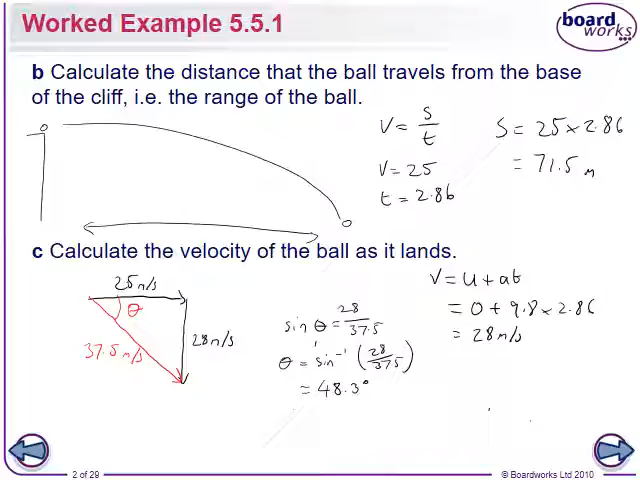 Worked Example 5.5.1
board
works
b Calculate the distance that the ball travels from the base
of the cliff, i.e. the range of the ball.
V = s/t
V = 25
t = 2.86
S = 25 × 2.86
= 71.5 m
c Calculate the velocity of the ball as it lands.
25 m/s
θ
37.5 m/s
28 m/s
sin θ = 28/37.5
θ = sin⁻¹ (28/37.5)
= 48.3°
V = u + at
= 0 + 9.8 × 2.86
= 28 m/s
2 of 29
© Boardworks Ltd 2010